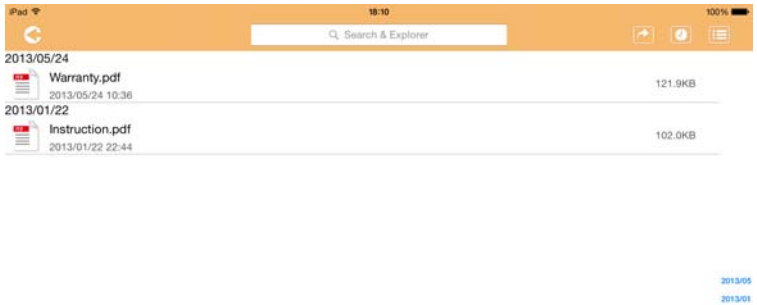 iPad 18:10 100%
Search & Explorer
2013/05/24
Warranty.pdf
121.9KB
2013/05/24 10:36
2013/01/22
Instruction.pdf
102.0KB
2013/01/22 22:44
2013/05
2013/01